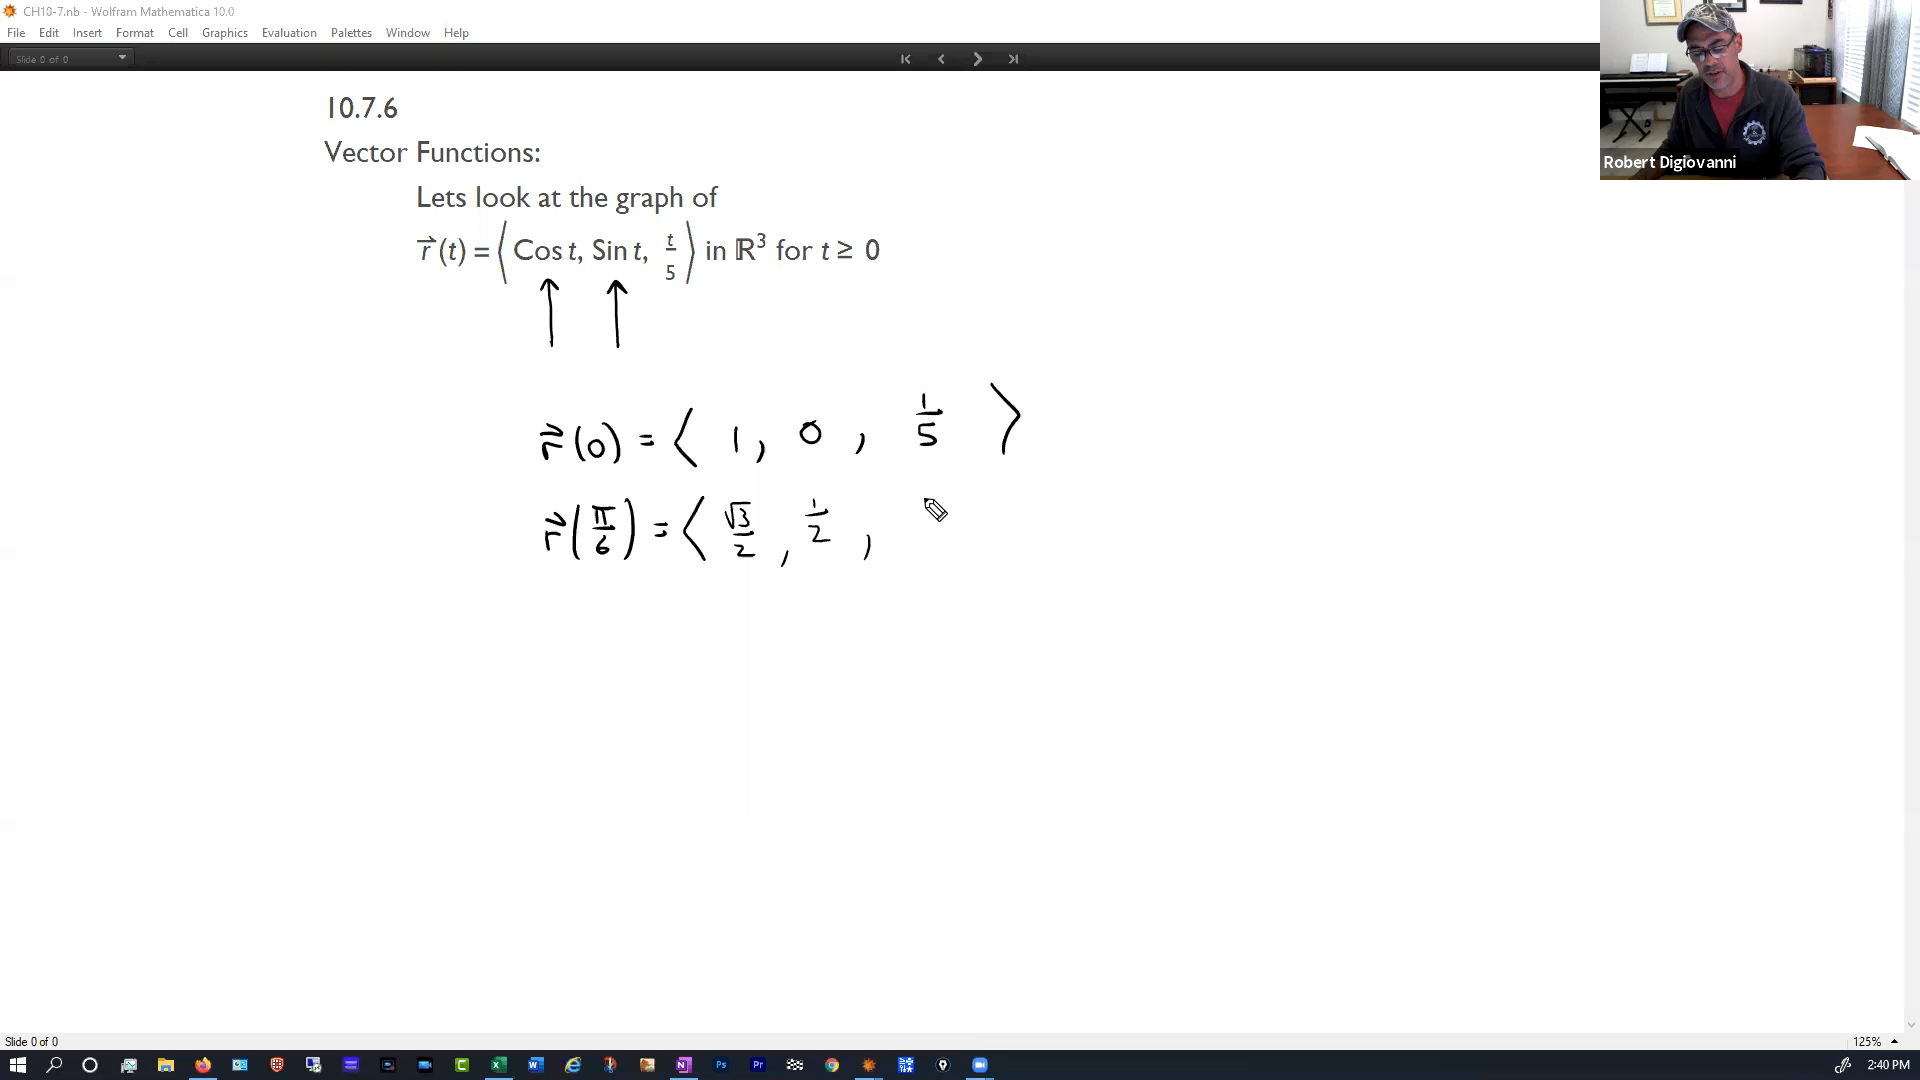 CH10-7.nb - Wolfram Mathematica 10.0
File Edit Insert Format Cell Graphics Evaluation Palettes Window Help
Slide 0 of 0
10.7.6
Vector Functions:
Lets look at the graph of
r⃗ (t) = ⟨ Cos t, Sin t, t/5 ⟩ in ℝ³ for t ≥ 0
r⃗(0) = ⟨ 1, 0, 1/5 ⟩
r⃗(π/6) = ⟨ √3/2, 1/2,
Robert Digiovanni
Slide 0 of 0
125%
2:40 PM